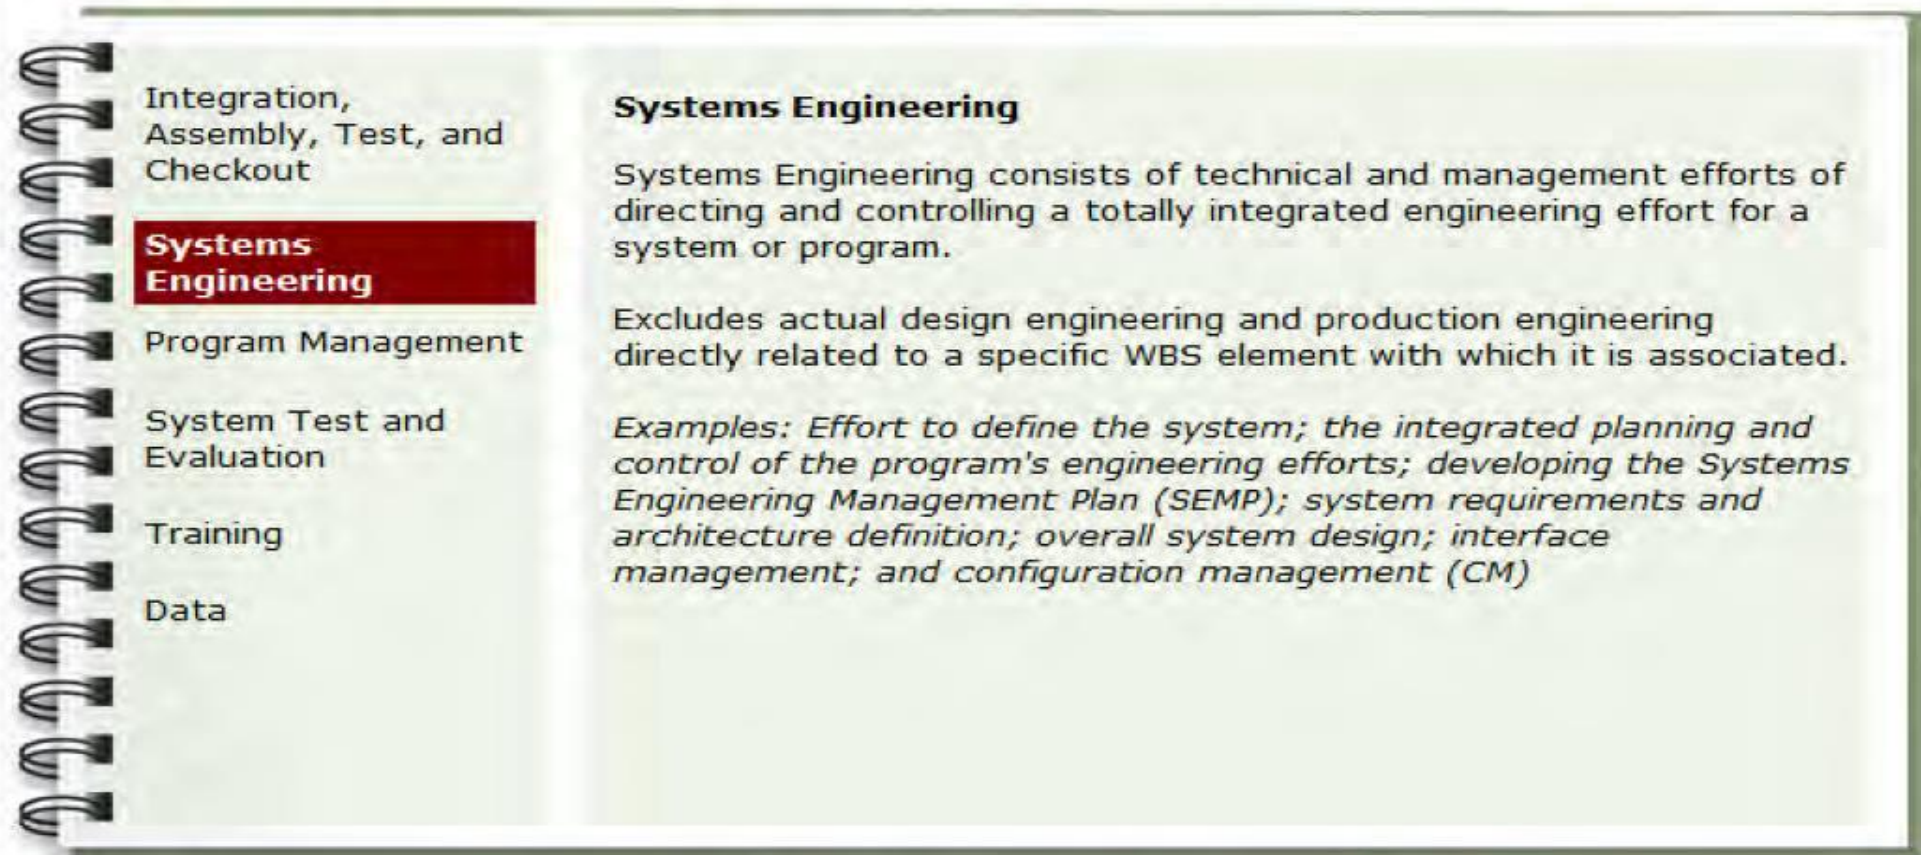 Integration,
Assembly, Test, and
Checkout
Systems
Engineering
Program Management
System Test and
Evaluation
Training
Data
Systems Engineering
Systems Engineering consists of technical and management efforts of
directing and controlling a totally integrated engineering effort for a
system or program.
Excludes actual design engineering and production engineering
directly related to a specific WBS element with which it is associated.
Examples: Effort to define the system; the integrated planning and
control of the program's engineering efforts; developing the Systems
Engineering Management Plan (SEMP); system requirements and
architecture definition; overall system design; interface
management; and configuration management (CM)